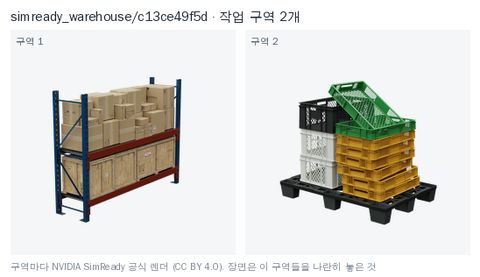 simready_warehouse/c13ce49f5d · 작업 구역 2개
구역 1
구역 2
구역마다 NVIDIA SimReady 공식 렌더 (CC BY 4.0). 장면은 이 구역들을 나란히 놓은 것